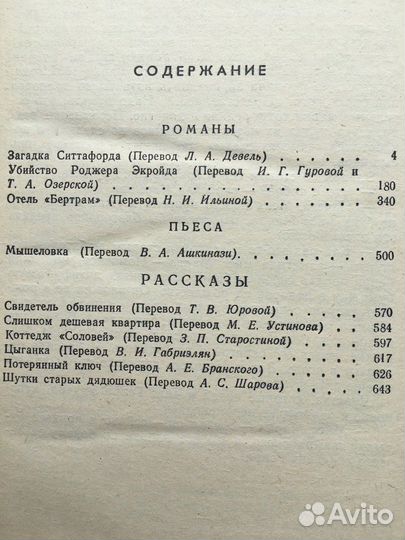 СОДЕРЖАНИЕ
РОМАНЫ
Загадка Ситтафорда (Перевод Л. А. Девель) . . . . . . 4
Убийство Роджера Экройда (Перевод И. Г. Гуровой и
Т. А. Озерской) . . . . . . . . . . 180
Отель «Бертрам» (Перевод Н. И. Ильиной) . . . . . . 340
ПЬЕСА
Мышеловка (Перевод В. А. Ашкинази). . . . . . . . 500
РАССКАЗЫ
Свидетель обвинения (Перевод Т. В. Юровой) . . . . . 570
Слишком дешевая квартира (Перевод М. Е. Устинова) . . . 584
Коттедж «Соловей» (Перевод З. П. Старостиной) . . . . 597
Цыганка (Перевод В. И. Габриэлян) . . . . . . . . 617
Потерянный ключ (Перевод А. Е. Бранского) . . . . . 626
Шутки старых дядюшек (Перевод А. С. Шарова) . . . . 643
Avito